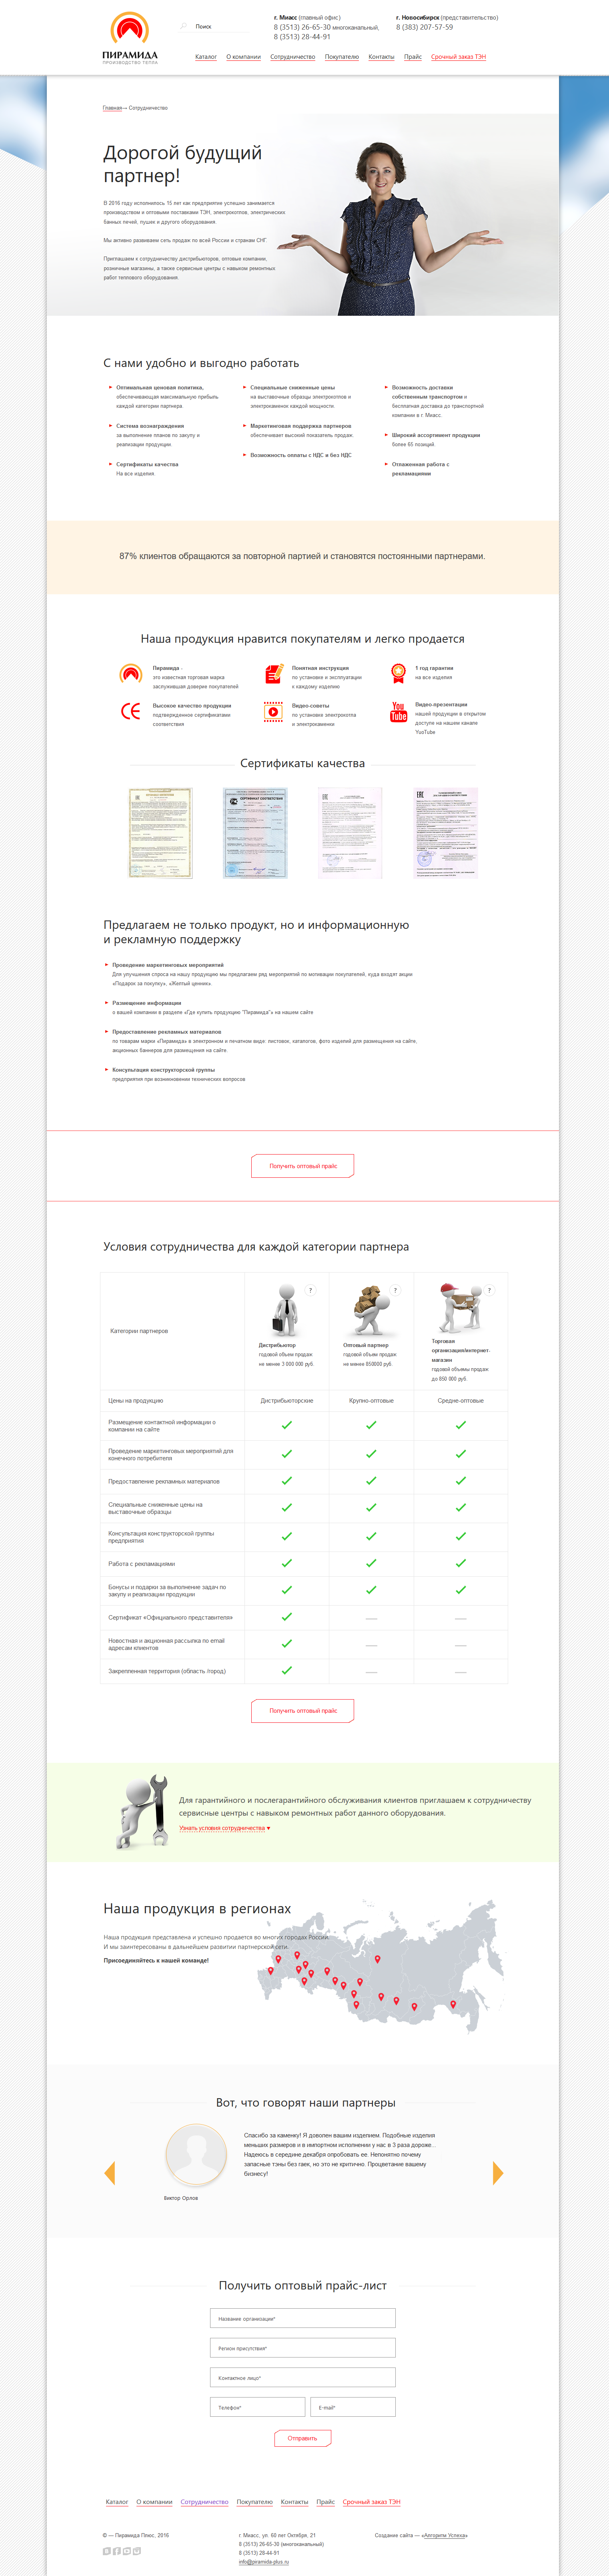 ПИРАМИДА
ПРОИЗВОДСТВО ТЕПЛА
Поиск
г. Миасс (главный офис)
8 (3513) 26-65-30 многоканальный,
8 (3513) 28-44-91
г. Новосибирск (представительство)
8 (383) 207-57-59
Каталог О компании Сотрудничество Покупателю Контакты Прайс Срочный заказ ТЭН
Главная— Сотрудничество
Дорогой будущий
партнер!
В 2016 году исполнилось 15 лет как предприятие успешно занимается
производством и оптовыми поставками ТЭН, электрокотлов, электрических
банных печей, пушек и другого оборудования.
Мы активно развиваем сеть продаж по всей России и странам СНГ.
Приглашаем к сотрудничеству дистрибьюторов, оптовые компании,
розничные магазины, а также сервисные центры с навыком ремонтных
работ теплового оборудования.
С нами удобно и выгодно работать
Оптимальная ценовая политика,
обеспечивающая максимальную прибыль
каждой категории партнера.
Система вознаграждения
за выполнение планов по закупу и
реализации продукции.
Сертификаты качества
На все изделия
Специальные сниженные цены
на выставочные образцы электрокотлов и
электрокаменок каждой мощности.
Маркетинговая поддержка партнеров
обеспечивает высокий показатель продаж.
Возможность оплаты с НДС и без НДС
Возможность доставки
собственным транспортом и
бесплатная доставка до транспортной
компании в г. Миасс.
Широкий ассортимент продукции
более 65 позиций.
Отлаженная работа с
рекламациями
87% клиентов обращаются за повторной партией и становятся постоянными партнерами.
Наша продукция нравится покупателям и легко продается
Пирамида -
это известная торговая марка
заслужившая доверие покупателей
Понятная инструкция
по установке и эксплуатации
к каждому изделию
1 год гарантии
на все изделия
Высокое качество продукции
подтвержденное сертификатами
соответствия
Видео-советы
по установке электрокотла
и электрокаменки
You
Tube
Видео-презентации
нашей продукции в открытом
доступе на нашем канале
YouTube
Сертификаты качества
Предлагаем не только продукт, но и информационную
и рекламную поддержку
Проведение маркетинговых мероприятий
Для улучшения спроса на нашу продукцию мы предлагаем ряд мероприятий по мотивации покупателей, куда входят акции
«Подарок за покупку», «Желтый ценник».
Размещение информации
о вашей компании в разделе «Где купить продукцию "Пирамида"» на нашем сайте
Предоставление рекламных материалов
по товарам марки «Пирамида» в электронном и печатном виде: листовок, каталогов, фото изделий для размещения на сайте,
акционных баннеров для размещения на сайте.
Консультации конструкторской группы
предприятия при возникновении технических вопросов
Получить оптовый прайс
Условия сотрудничества для каждой категории партнера
Категории партнеров
?
Дистрибьютор
годовой объем продаж
не менее 3 000 000 руб.
?
Оптовый партнер
годовой объем продаж
не менее 850000 руб.
?
Торговая
организация/интернет-
магазин
годовой объемы продаж
до 850 000 руб.
Цены на продукцию Дистрибьюторские Крупно-оптовые Средне-оптовые
Размещение контактной информации о
компании на сайте
Проведение маркетинговых мероприятий для
конечного потребителя
Предоставление рекламных материалов
Специальные сниженные цены на
выставочные образцы
Консультация конструкторской группы
предприятия
Работа с рекламациями
Бонусы и подарки за выполнение задач по
закупу и реализации продукции
Сертификат «Официального представителя»
Новостная и акционная рассылка по email
адресам клиентов
Закрепленная территория (область /город)
Получить оптовый прайс
Для гарантийного и послегарантийного обслуживания клиентов приглашаем к сотрудничеству
сервисные центры с навыком ремонтных работ данного оборудования.
Узнать условия сотрудничества
Наша продукция в регионах
Наша продукция представлена и успешно продается во многих городах России.
И мы заинтересованы в дальнейшем развитии партнерской сети.
Присоединяйтесь к нашей команде!
Вот, что говорят наши партнеры
Спасибо за каменку! Я доволен вашим изделием. Подобные изделия
меньших размеров и в импортном исполнении у нас в 3 раза дороже...
Надеюсь в середине декабря опробовать ее. Непонятно почему
запасные тэны без гаек, но это не критично. Процветание вашему
бизнесу!
Виктор Орлов
Получить оптовый прайс-лист
Название организации*
Регион присутствия*
Контактное лицо*
Телефон* E-mail*
Отправить
Каталог О компании Сотрудничество Покупателю Контакты Прайс Срочный заказ ТЭН
© — Пирамида Плюс, 2016
г. Миасс, ул. 60 лет Октября, 21
8 (3513) 26-65-30 (многоканальный)
8 (3513) 28-44-91
info@piramida-plus.ru
Создание сайта — «Алгоритм Успеха»